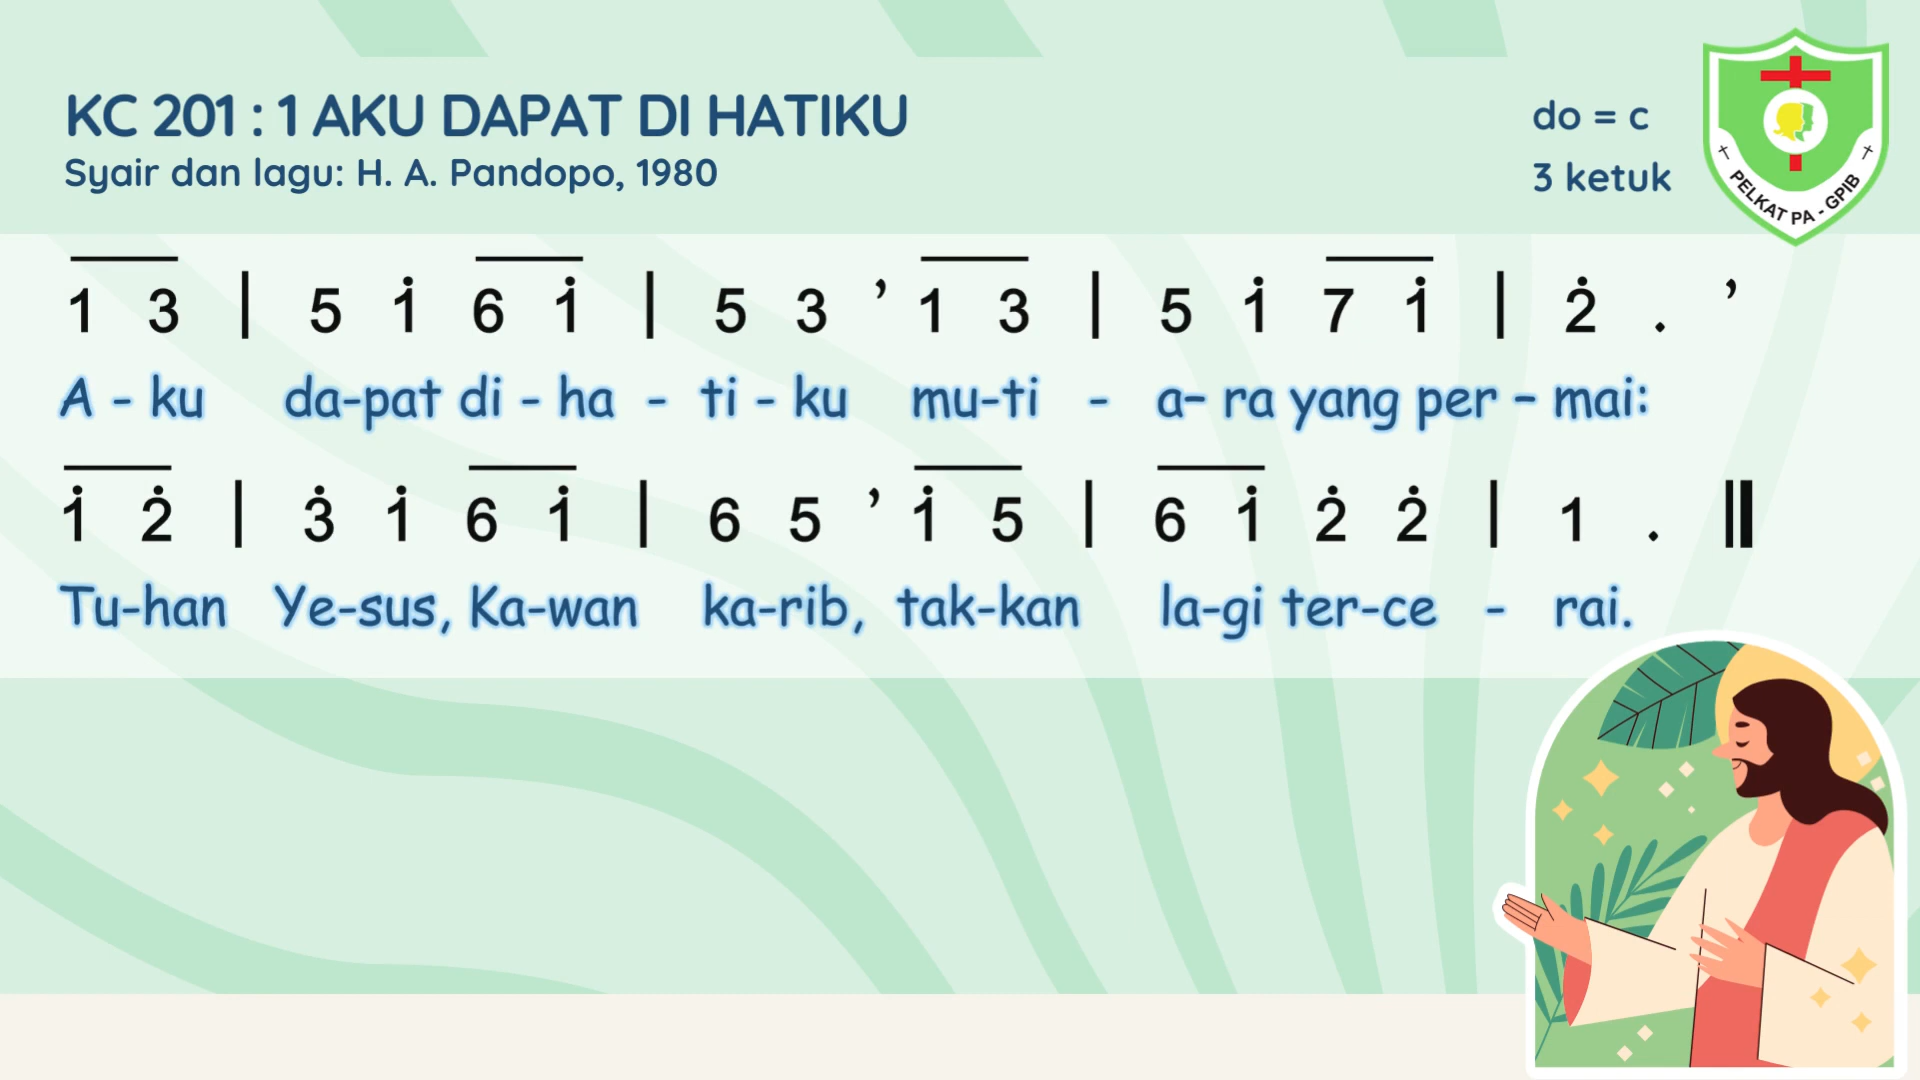 KC 201 : 1 AKU DAPAT DI HATIKU
Syair dan lagu: H. A. Pandopo, 1980
do = c
3 ketuk
PELKAT PA - GPIB
1 3 | 5 1̇ 6 1̇ | 5 3 ’ 1 3 | 5 1̇ 7 1̇ | 2̇ . ’
A - ku da-pat di - ha - ti - ku mu-ti - a– ra yang per – mai:
1̇ 2̇ | 3̇ 1̇ 6 1̇ | 6 5 ’ 1̇ 5 | 6 1̇ 2̇ 2̇ | 1 . ‖
Tu-han Ye-sus, Ka-wan ka-rib, tak-kan la-gi ter-ce - rai.